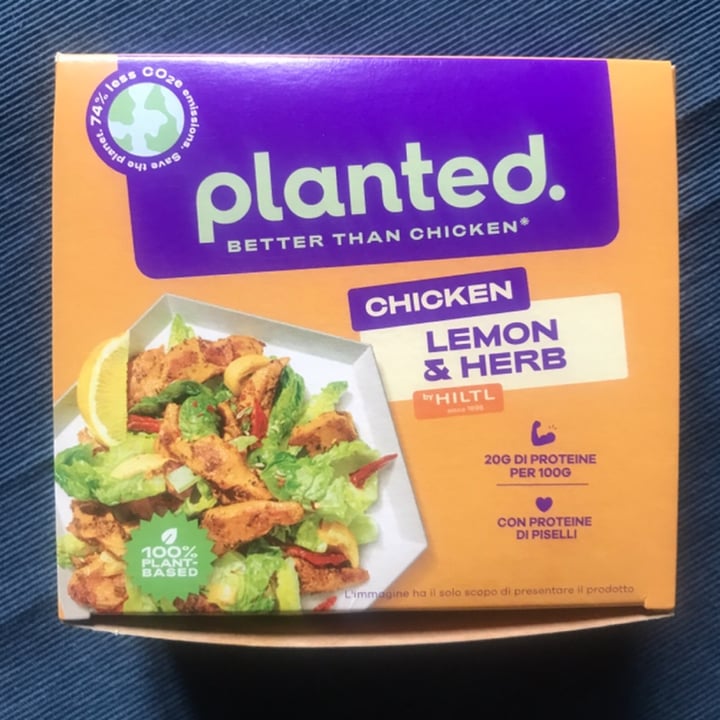 74% less CO2e emissions. Save the planet.
planted.
BETTER THAN CHICKEN*
CHICKEN
LEMON
& HERB
by HILTL
since 1898
20G DI PROTEINE
PER 100G
CON PROTEINE
DI PISELLI
100%
PLANT-
BASED
L'immagine ha il solo scopo di presentare il prodotto